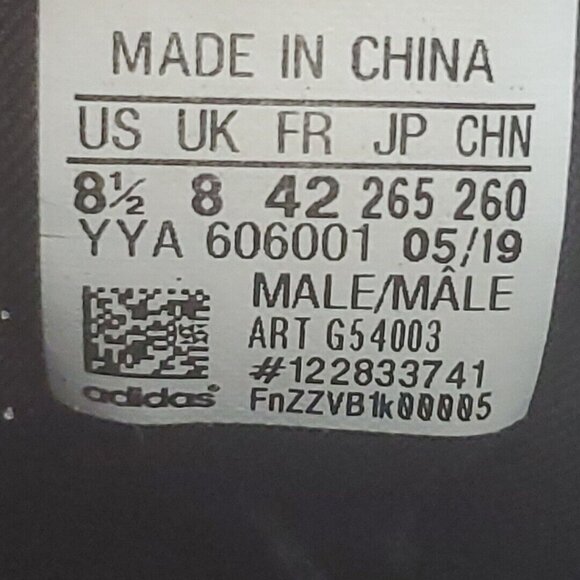 MADE IN CHINA
US UK FR JP CHN
8½ 8 42 265 260
YYA 606001 05/19
MALE/MÂLE
ART G54003
#122833741
adidas® FnZZVB1k00005